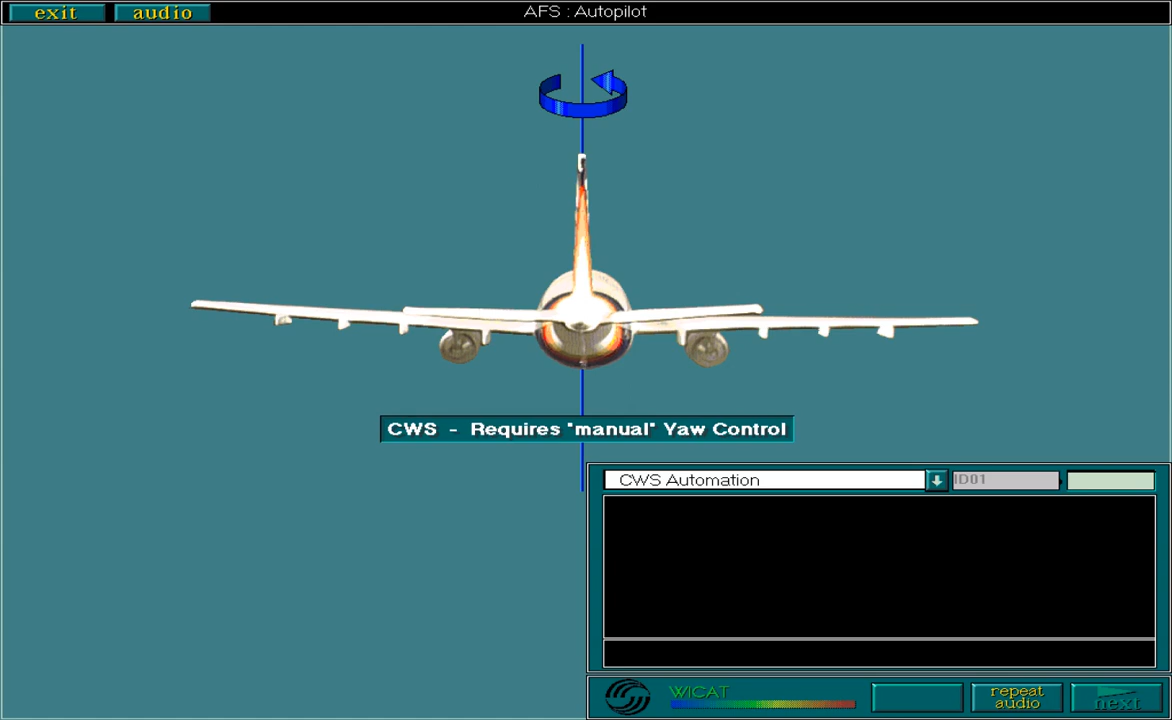 exit
audio
AFS : Autopilot
CWS - Requires "manual" Yaw Control
CWS Automation
ID01
WICAT
repeat
audio
next